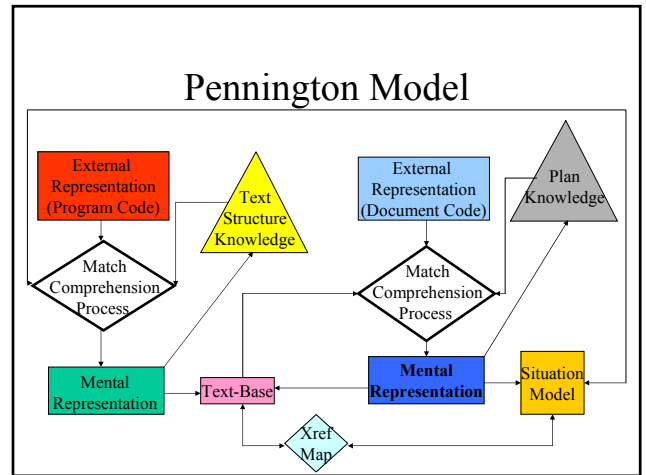 Pennington Model
External
Representation
(Program Code)
Text
Structure
Knowledge
External
Representation
(Document Code)
Plan
Knowledge
Match
Comprehension
Process
Match
Comprehension
Process
Mental
Representation
Text-Base
Mental
Representation
Situation
Model
Xref
Map